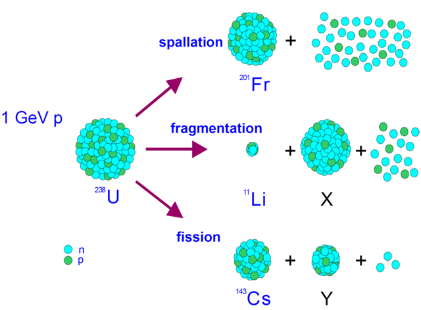 spallation
+
²⁰¹Fr
1 GeV p
fragmentation
+ +
²³⁸U
¹¹Li X
fission
+ +
n
p
¹⁴³Cs Y